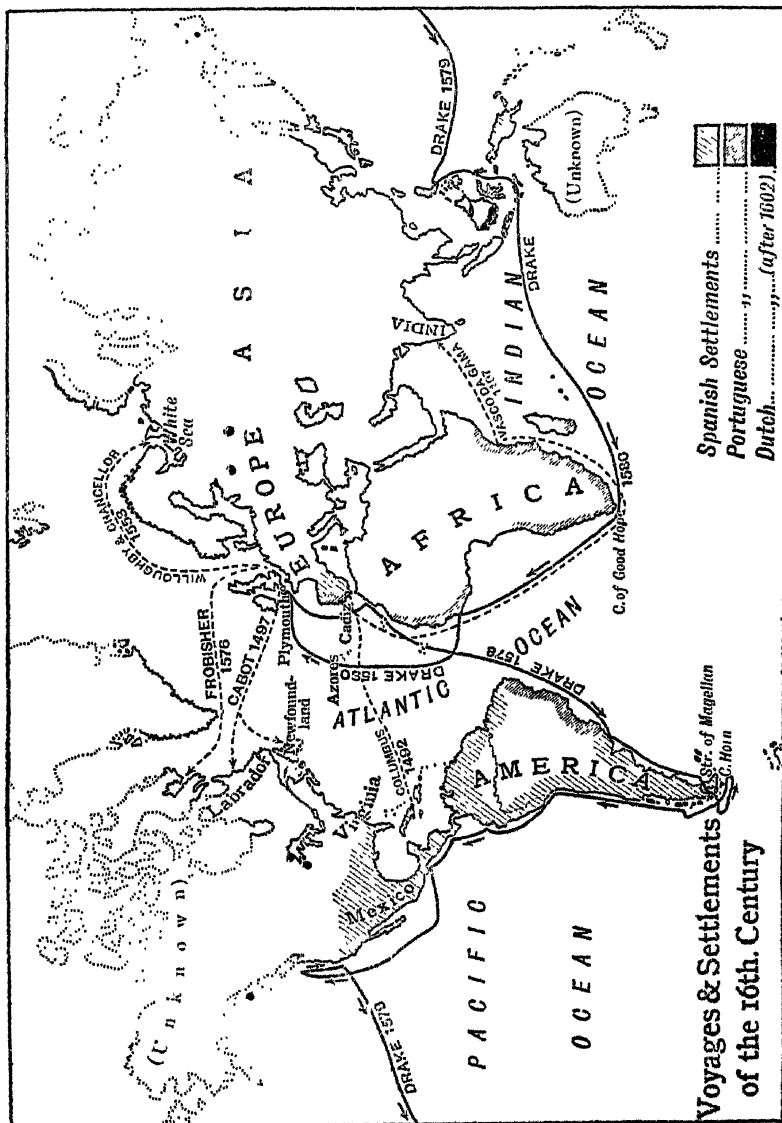 (Unknown)
FROBISHER
1576
CABOT 1497
Labrador
Newfound-
land
Virginia
Mexico
WILLOUGHBY & CHANCELLOR
1553
White
Sea
EUROPE
ASIA
Plymouth
Cadiz
Azores
COLUMBUS
1492
ATLANTIC
OCEAN
DRAKE 1580
DRAKE 1578
AFRICA
AMERICA
INDIA
VASCO DA GAMA
INDIAN
OCEAN
DRAKE
DRAKE 1579
(Unknown)
DRAKE 1579
PACIFIC
OCEAN
C. of Good Hope
1580
Str. of Magellan
C. Horn
Voyages & Settlements
of the 16th. Century
Spanish Settlements ........ ...
Portuguese ........ ,, ............
Dutch................,,.....(after 1602)